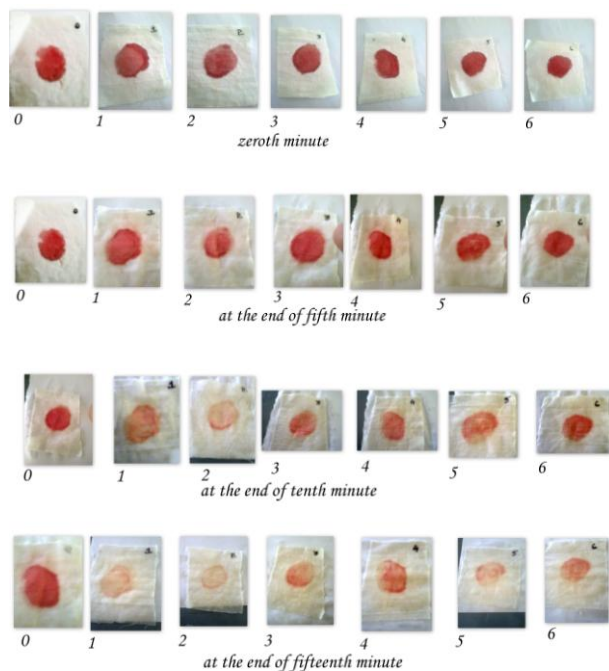 0 1 2 3 4 5 6
zeroth minute
0 1 2 3 4 5 6
at the end of fifth minute
0 1 2 3 4 5 6
at the end of tenth minute
0 1 2 3 4 5 6
at the end of fifteenth minute